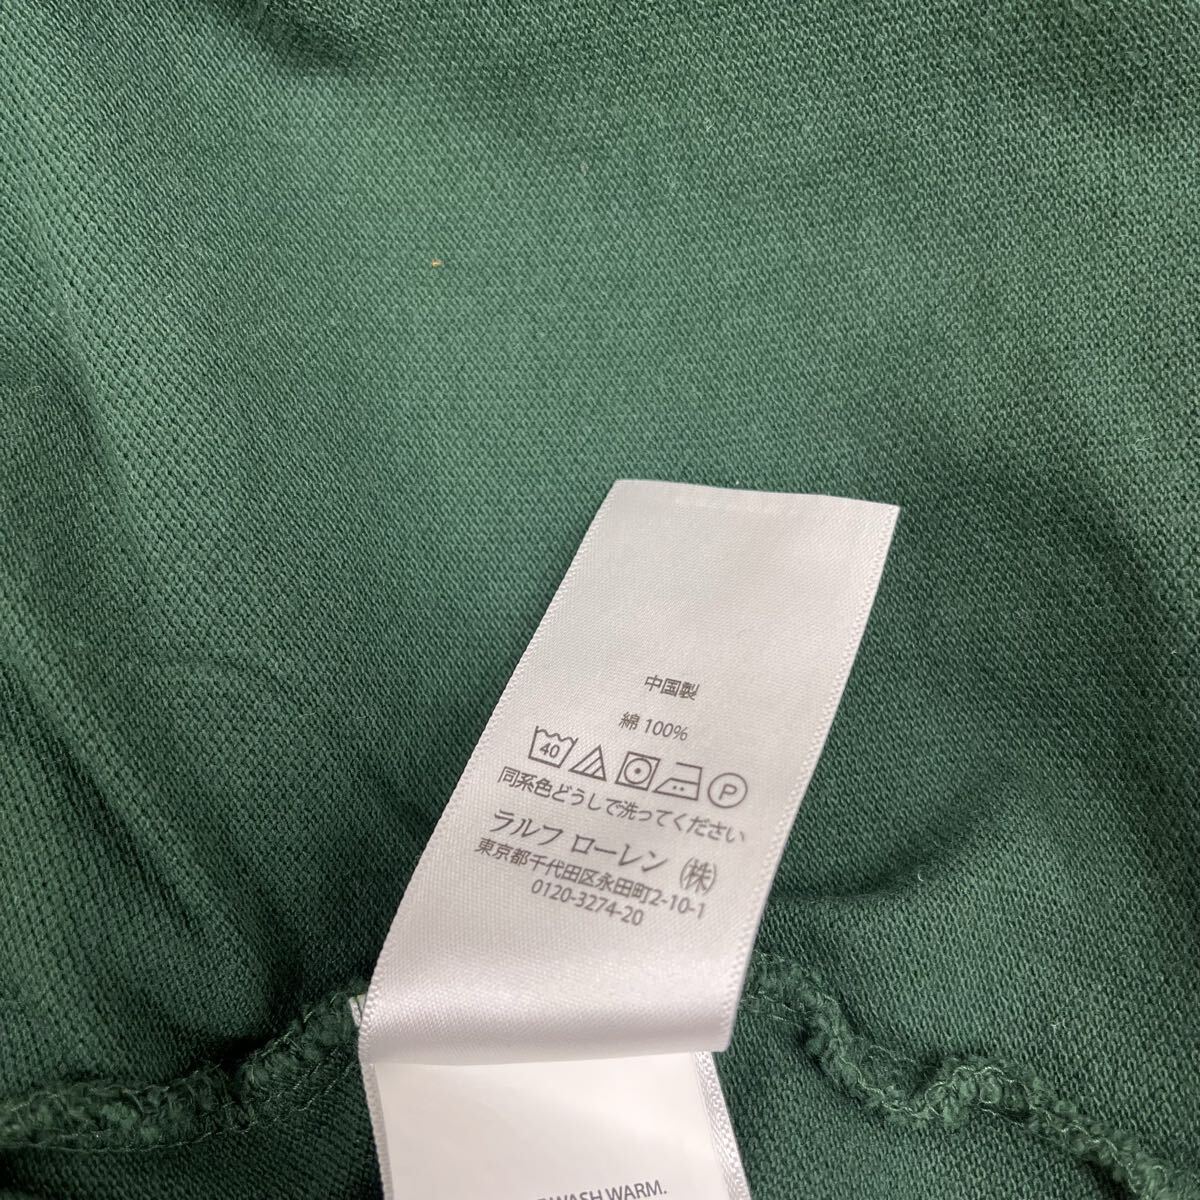 中国製
綿 100%
40 P
同系色どうしで洗ってください
ラルフ ローレン (株)
東京都千代田区永田町2-10-1
0120-3274-20
WASH WARM.